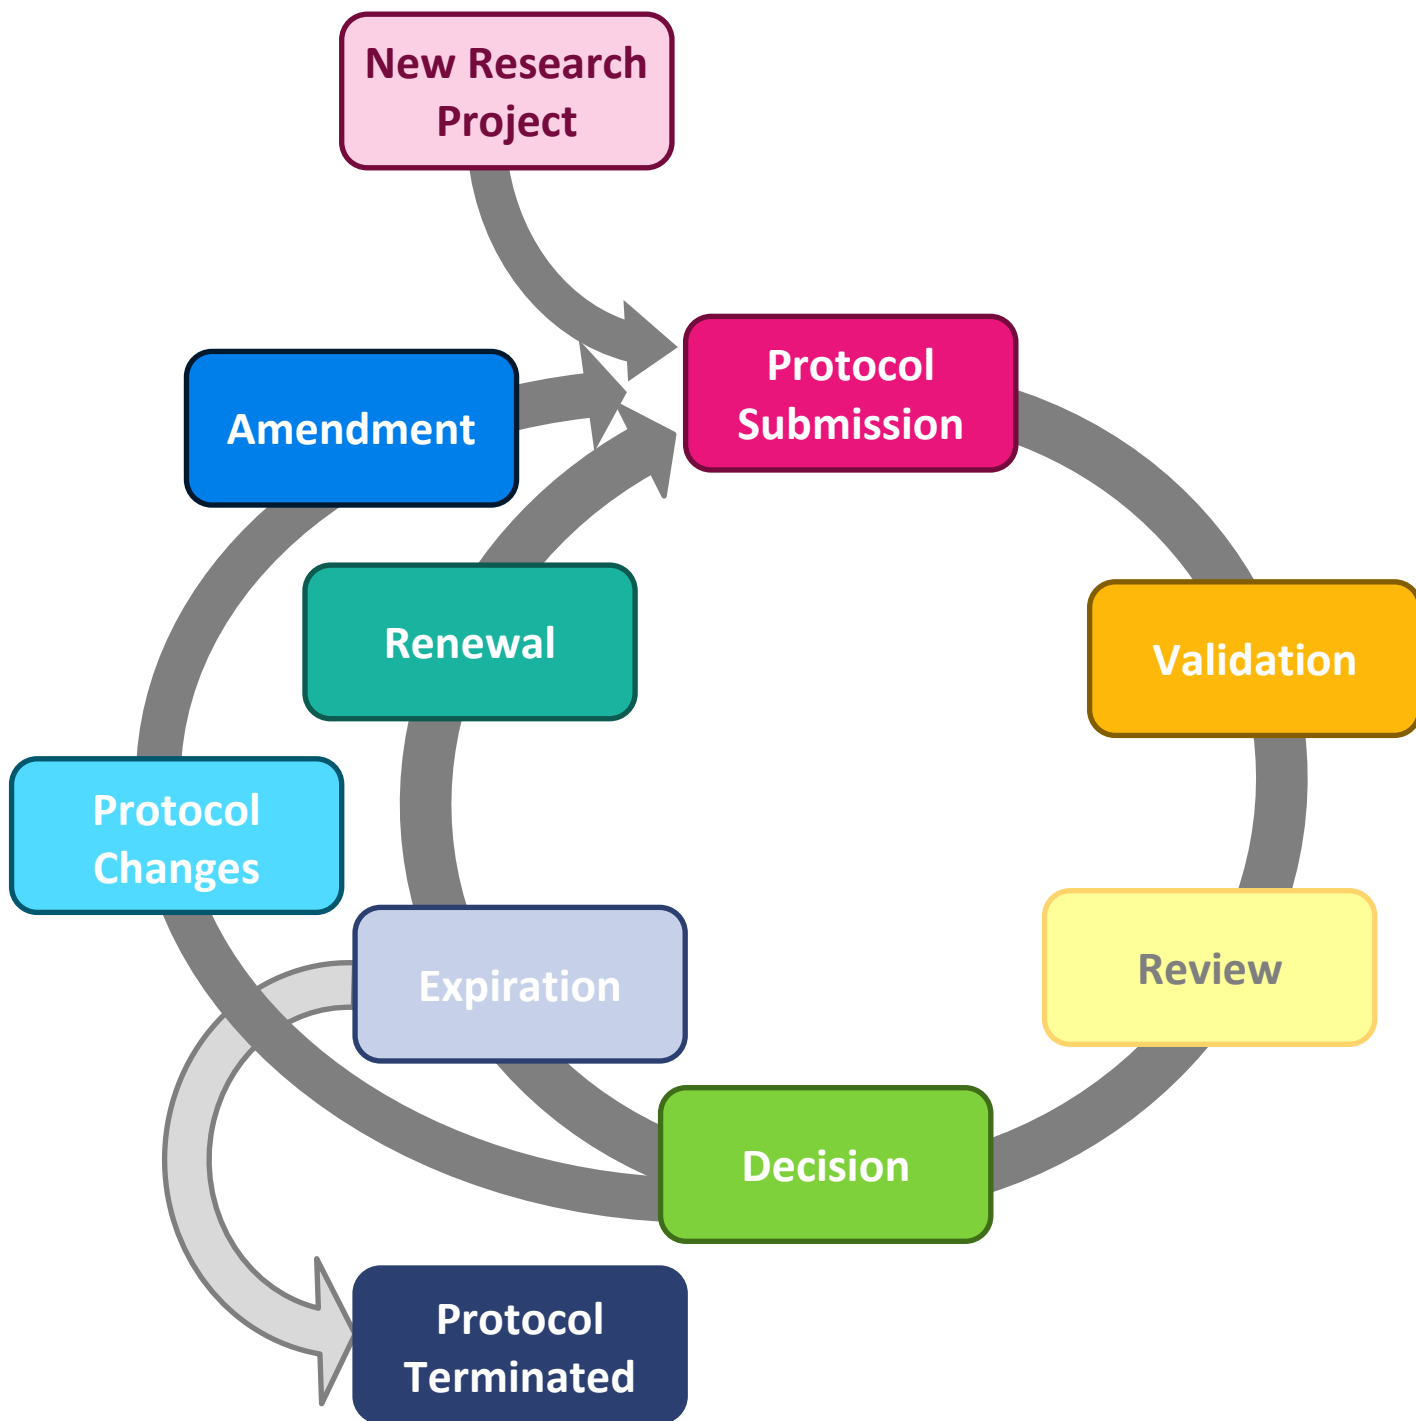 New Research
Project
Protocol
Submission
Amendment
Renewal
Validation
Protocol
Changes
Expiration
Review
Decision
Protocol
Terminated